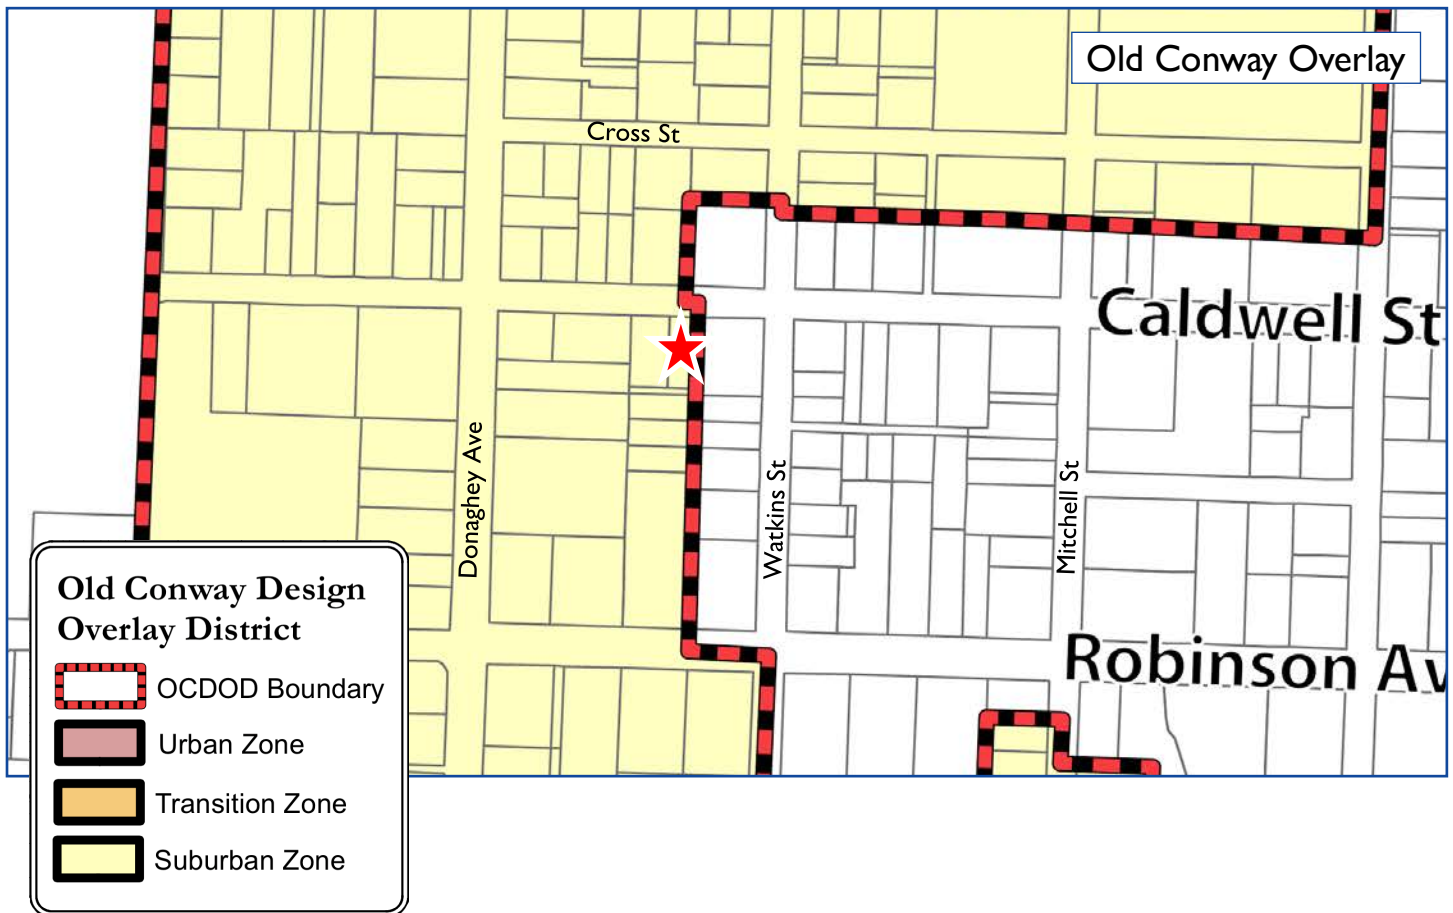 Old Conway Overlay
Cross St
Caldwell St
Donaghey Ave
Watkins St
Mitchell St
Robinson Av
Old Conway Design
Overlay District
OCDOD Boundary
Urban Zone
Transition Zone
Suburban Zone